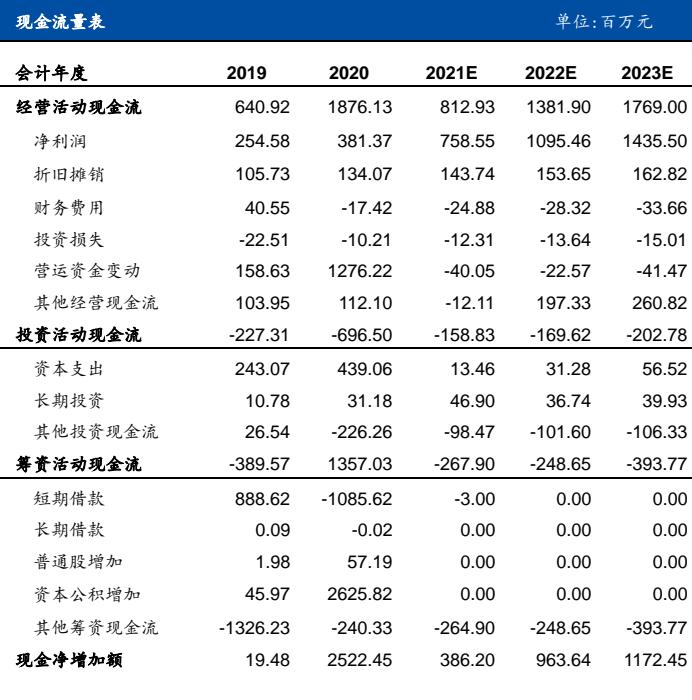 现金流量表 单位:百万元
会计年度 2019 2020 2021E 2022E 2023E
经营活动现金流 640.92 1876.13 812.93 1381.90 1769.00
净利润 254.58 381.37 758.55 1095.46 1435.50
折旧摊销 105.73 134.07 143.74 153.65 162.82
财务费用 40.55 -17.42 -24.88 -28.32 -33.66
投资损失 -22.51 -10.21 -12.31 -13.64 -15.01
营运资金变动 158.63 1276.22 -40.05 -22.57 -41.47
其他经营现金流 103.95 112.10 -12.11 197.33 260.82
投资活动现金流 -227.31 -696.50 -158.83 -169.62 -202.78
资本支出 243.07 439.06 13.46 31.28 56.52
长期投资 10.78 31.18 46.90 36.74 39.93
其他投资现金流 26.54 -226.26 -98.47 -101.60 -106.33
筹资活动现金流 -389.57 1357.03 -267.90 -248.65 -393.77
短期借款 888.62 -1085.62 -3.00 0.00 0.00
长期借款 0.09 -0.02 0.00 0.00 0.00
普通股增加 1.98 57.19 0.00 0.00 0.00
资本公积增加 45.97 2625.82 0.00 0.00 0.00
其他筹资现金流 -1326.23 -240.33 -264.90 -248.65 -393.77
现金净增加额 19.48 2522.45 386.20 963.64 1172.45